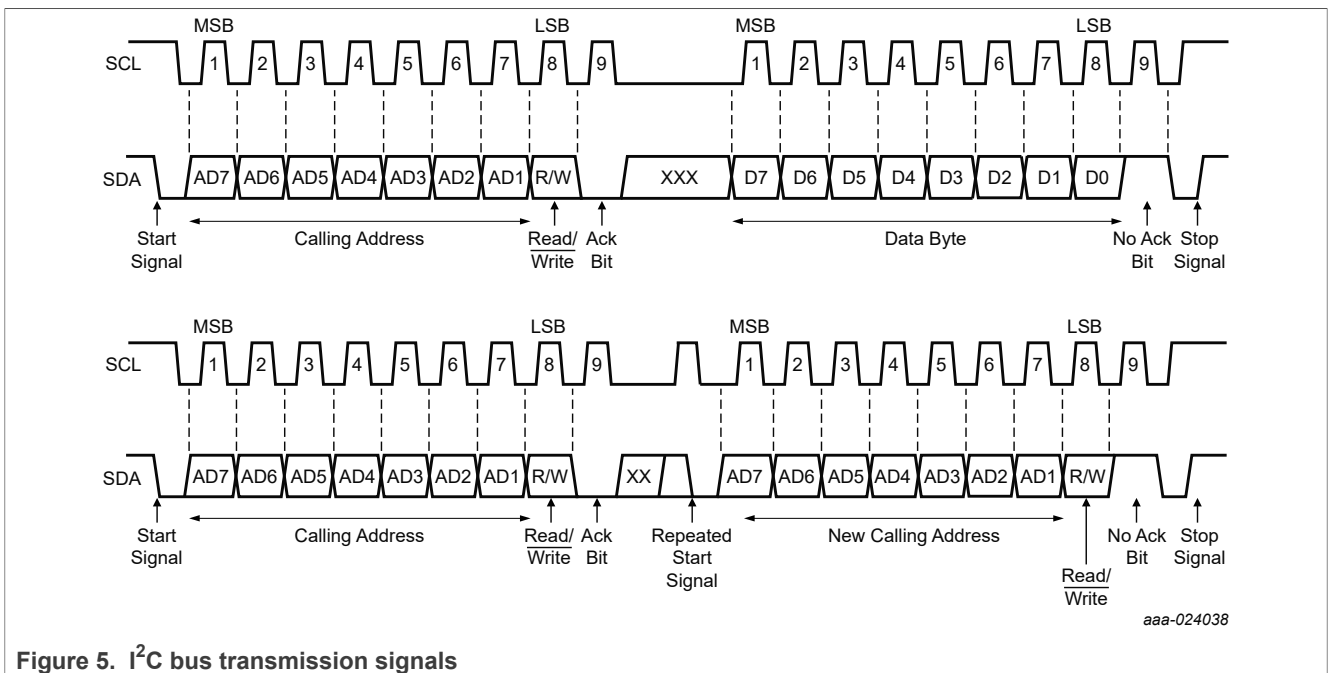 MSB LSB MSB LSB
SCL 1 2 3 4 5 6 7 8 9 1 2 3 4 5 6 7 8 9
SDA AD7 AD6 AD5 AD4 AD3 AD2 AD1 R/W XXX D7 D6 D5 D4 D3 D2 D1 D0
Start Calling Address Read/ Ack Data Byte No Ack Stop
Signal Write Bit Bit Signal
MSB LSB MSB LSB
SCL 1 2 3 4 5 6 7 8 9 1 2 3 4 5 6 7 8 9
SDA AD7 AD6 AD5 AD4 AD3 AD2 AD1 R/W XX AD7 AD6 AD5 AD4 AD3 AD2 AD1 R/W
Start Calling Address Read/ Ack Repeated New Calling Address No Ack Stop
Signal Write Bit Start Bit Signal
Signal Read/
Write
aaa-024038
Figure 5. I²C bus transmission signals